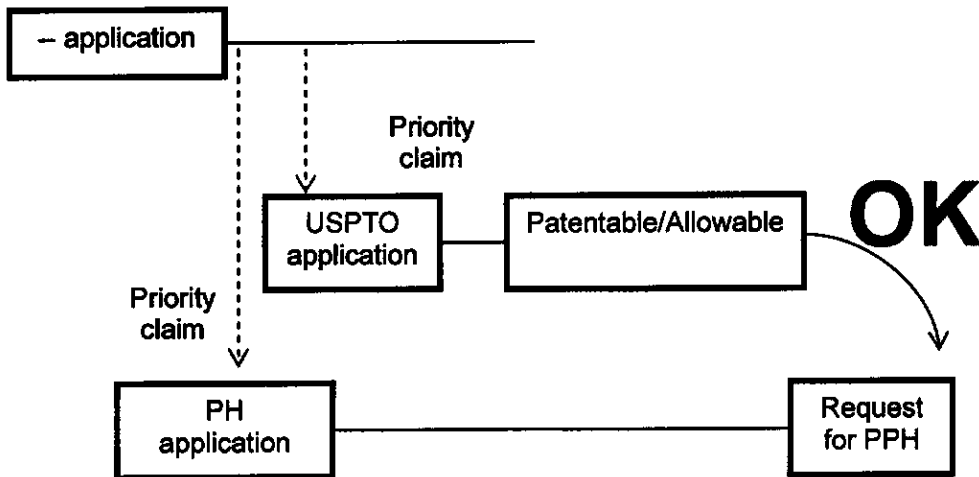 – application
Priority
claim
OK
USPTO
application
Patentable/Allowable
Priority
claim
PH
application
Request
for PPH